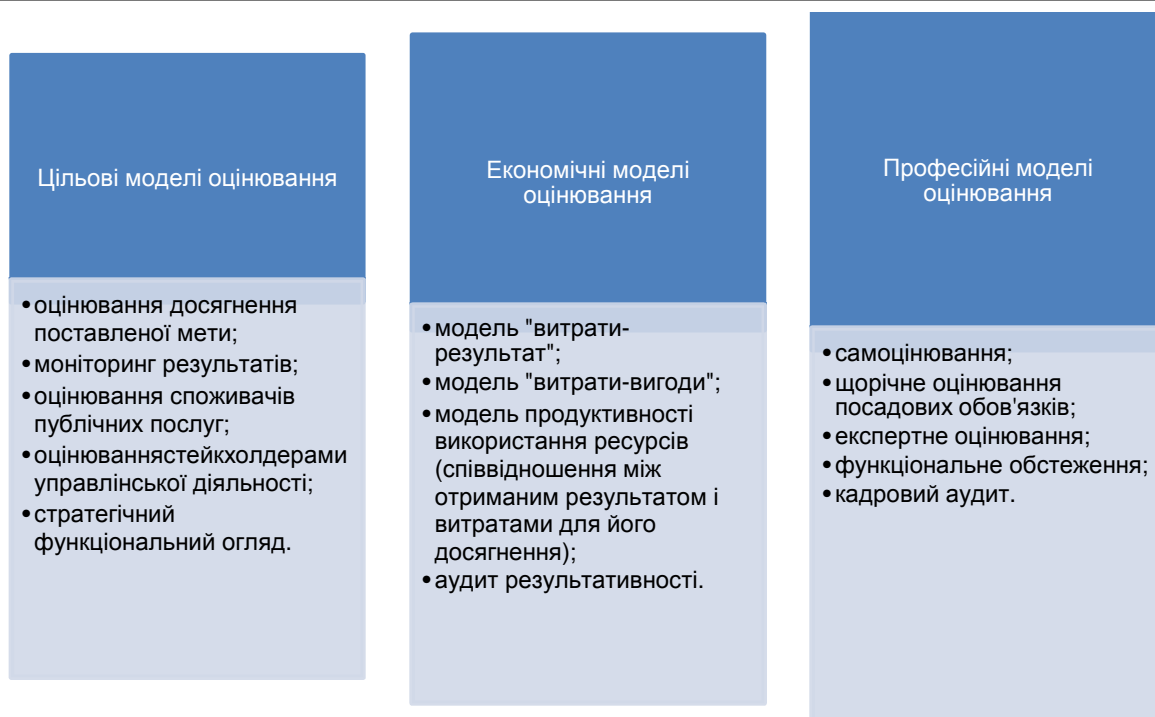 Цільові моделі оцінювання
•оцінювання досягнення
поставленої мети;
•моніторинг результатів;
•оцінювання споживачів
публічних послуг;
•оцінюваннястейкхолдерами
управлінської діяльності;
•стратегічний
функціональний огляд.
Економічні моделі
оцінювання
•модель "витрати-
результат";
•модель "витрати-вигоди";
•модель продуктивності
використання ресурсів
(співвідношення між
отриманим результатом і
витратами для його
досягнення);
•аудит результативності.
Професійні моделі
оцінювання
•самоцінювання;
•щорічне оцінювання
посадових обов'язків;
•експертне оцінювання;
•функціональне обстеження;
•кадровий аудит.